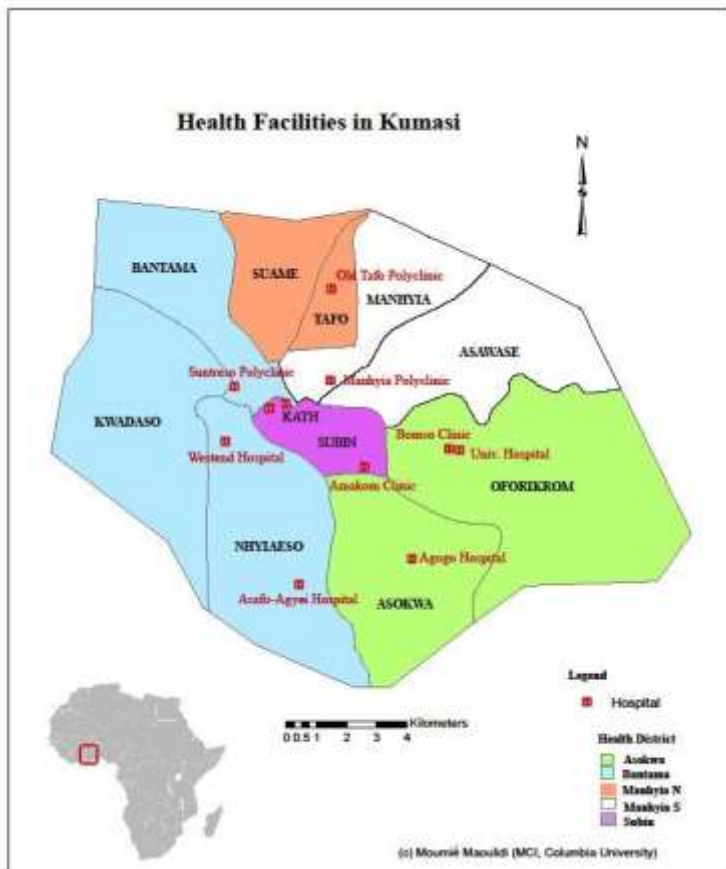 Health Facilities in Kumasi
N
BANTAMA
SUAME
Old Tafo Polyclinic
MANHYIA
TAFO
ASAWASE
Suntreso Polyclinic
Manhyia Polyclinic
KATH
KWADASO
SUBIN
Bomso Clinic
Westend Hospital
Univ. Hospital
Amakom Clinic
OFORIKROM
NHYIAESO
Agogo Hospital
Asafo-Agyei Hospital
ASOKWA
Legend
Hospital
Kilometers
0 0.5 1 2 3 4
Health District
Asokwa
Bantama
Manhyia N
Manhyia S
Subin
(c) Moumié Maoulidi (MCI, Columbia University)